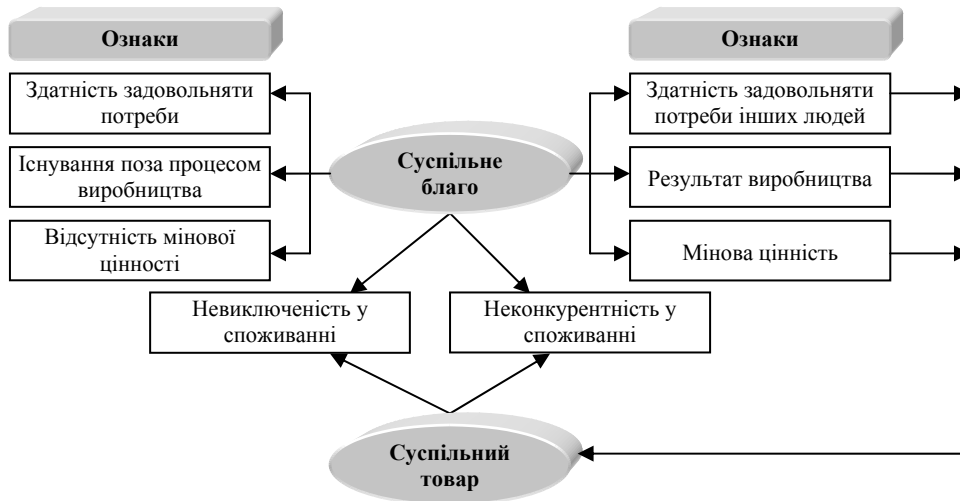 Ознаки
Ознаки
Здатність задовольняти
потреби
Здатність задовольняти
потреби інших людей
Суспільне
благо
Існування поза процесом
виробництва
Результат виробництва
Відсутність мінової
цінності
Мінова цінність
Невиключеність у
споживанні
Неконкурентність у
споживанні
Суспільний
товар